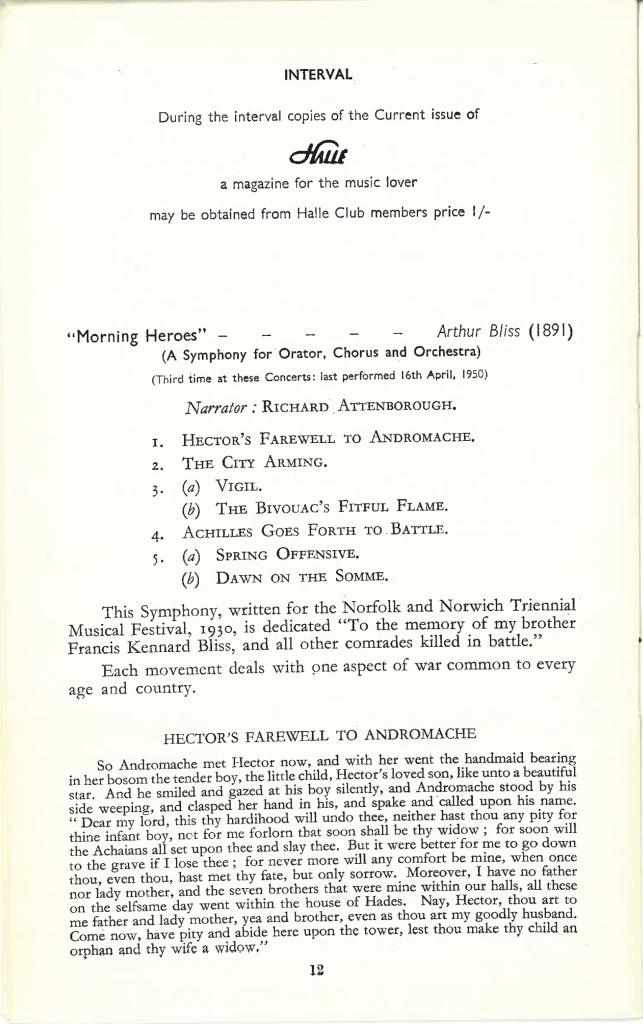 INTERVAL
During the interval copies of the Current issue of
HALLÉ
a magazine for the music lover
may be obtained from Halle Club members price 1/-
“Morning Heroes” – – – – – Arthur Bliss (1891)
(A Symphony for Orator, Chorus and Orchestra)
(Third time at these Concerts: last performed 16th April, 1950)
Narrator : RICHARD ATTENBOROUGH.
1. HECTOR'S FAREWELL TO ANDROMACHE.
2. THE CITY ARMING.
3. (a) VIGIL.
(b) THE BIVOUAC'S FITFUL FLAME.
4. ACHILLES GOES FORTH TO BATTLE.
5. (a) SPRING OFFENSIVE.
(b) DAWN ON THE SOMME.
This Symphony, written for the Norfolk and Norwich Triennial
Musical Festival, 1930, is dedicated “To the memory of my brother
Francis Kennard Bliss, and all other comrades killed in battle.”
Each movement deals with one aspect of war common to every
age and country.
HECTOR'S FAREWELL TO ANDROMACHE
So Andromache met Hector now, and with her went the handmaid bearing
in her bosom the tender boy, the little child, Hector's loved son, like unto a beautiful
star. And he smiled and gazed at his boy silently, and Andromache stood by his
side weeping, and clasped her hand in his, and spake and called upon his name.
“ Dear my lord, this thy hardihood will undo thee, neither hast thou any pity for
thine infant boy, not for me forlorn that soon shall be thy widow ; for soon will
the Achaians all set upon thee and slay thee. But it were better for me to go down
to the grave if I lose thee ; for never more will any comfort be mine, when once
thou, even thou, hast met thy fate, but only sorrow. Moreover, I have no father
nor lady mother, and the seven brothers that were mine within our halls, all these
on the selfsame day went within the house of Hades. Nay, Hector, thou art to
me father and lady mother, yea and brother, even as thou art my goodly husband.
Come now, have pity and abide here upon the tower, lest thou make thy child an
orphan and thy wife a widow.”
12